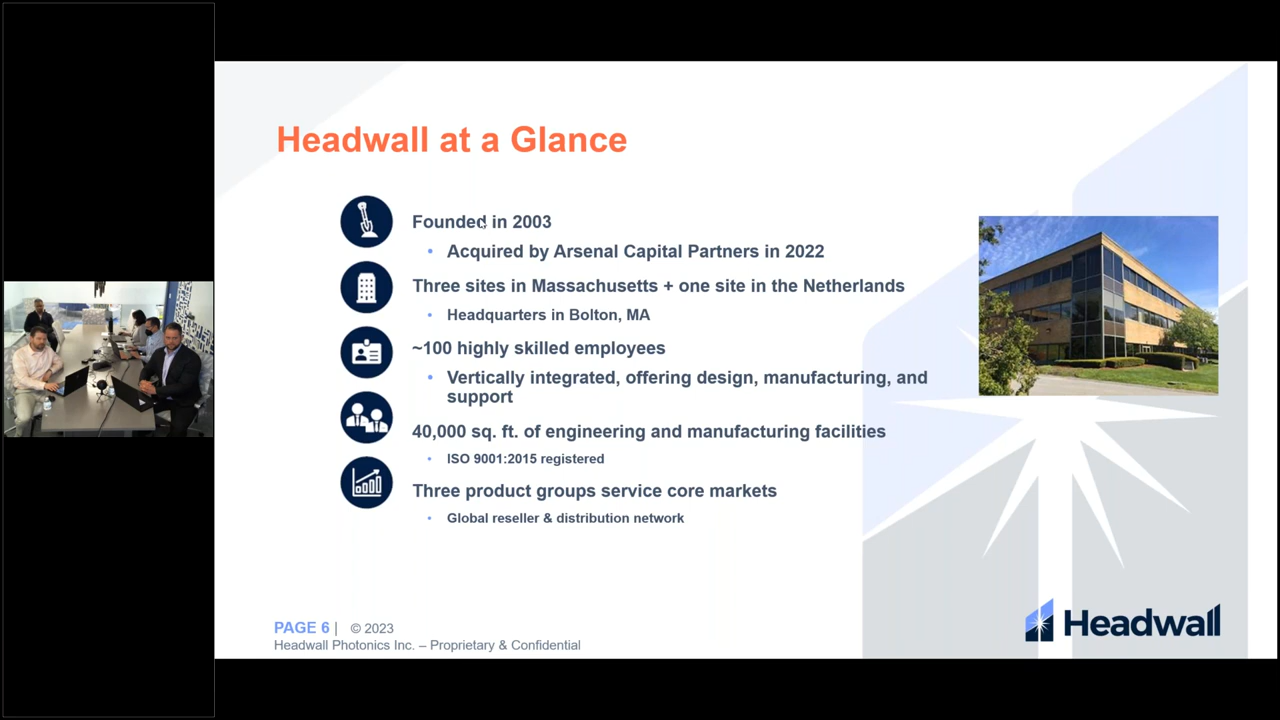 Headwall at a Glance
Founded in 2003
• Acquired by Arsenal Capital Partners in 2022
Three sites in Massachusetts + one site in the Netherlands
• Headquarters in Bolton, MA
~100 highly skilled employees
• Vertically integrated, offering design, manufacturing, and
support
40,000 sq. ft. of engineering and manufacturing facilities
• ISO 9001:2015 registered
Three product groups service core markets
• Global reseller & distribution network
PAGE 6 | © 2023
Headwall Photonics Inc. – Proprietary & Confidential
Headwall